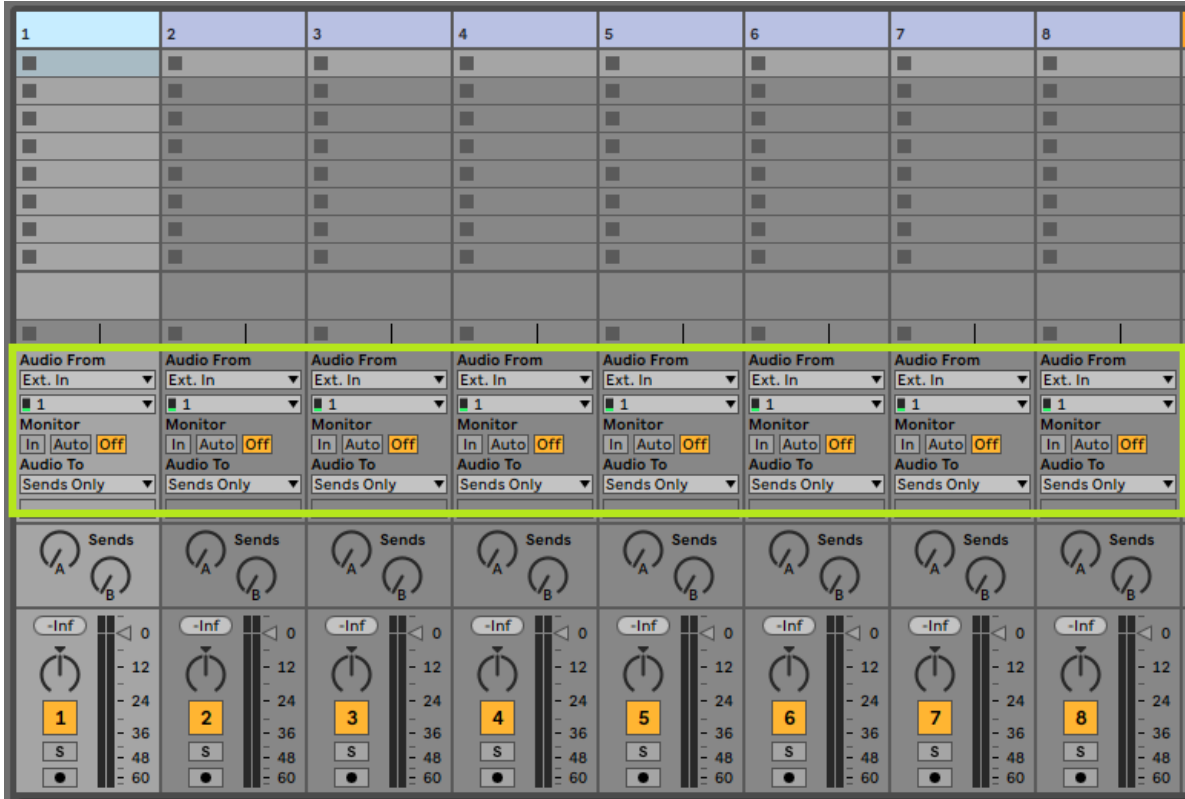 1 2 3 4 5 6 7 8
Audio From Audio From Audio From Audio From Audio From Audio From Audio From Audio From
Ext. In Ext. In Ext. In Ext. In Ext. In Ext. In Ext. In Ext. In
1 1 1 1 1 1 1 1
Monitor Monitor Monitor Monitor Monitor Monitor Monitor Monitor
In Auto Off In Auto Off In Auto Off In Auto Off In Auto Off In Auto Off In Auto Off In Auto Off
Audio To Audio To Audio To Audio To Audio To Audio To Audio To Audio To
Sends Only Sends Only Sends Only Sends Only Sends Only Sends Only Sends Only Sends Only
Sends Sends Sends Sends Sends Sends Sends Sends
A A A A A A A A
B B B B B B B B
-Inf 0 -Inf 0 -Inf 0 -Inf 0 -Inf 0 -Inf 0 -Inf 0 -Inf 0
12 12 12 12 12 12 12 12
24 24 24 24 24 24 24 24
1 2 3 4 5 6 7 8
36 36 36 36 36 36 36 36
S 48 S 48 S 48 S 48 S 48 S 48 S 48 S 48
60 60 60 60 60 60 60 60